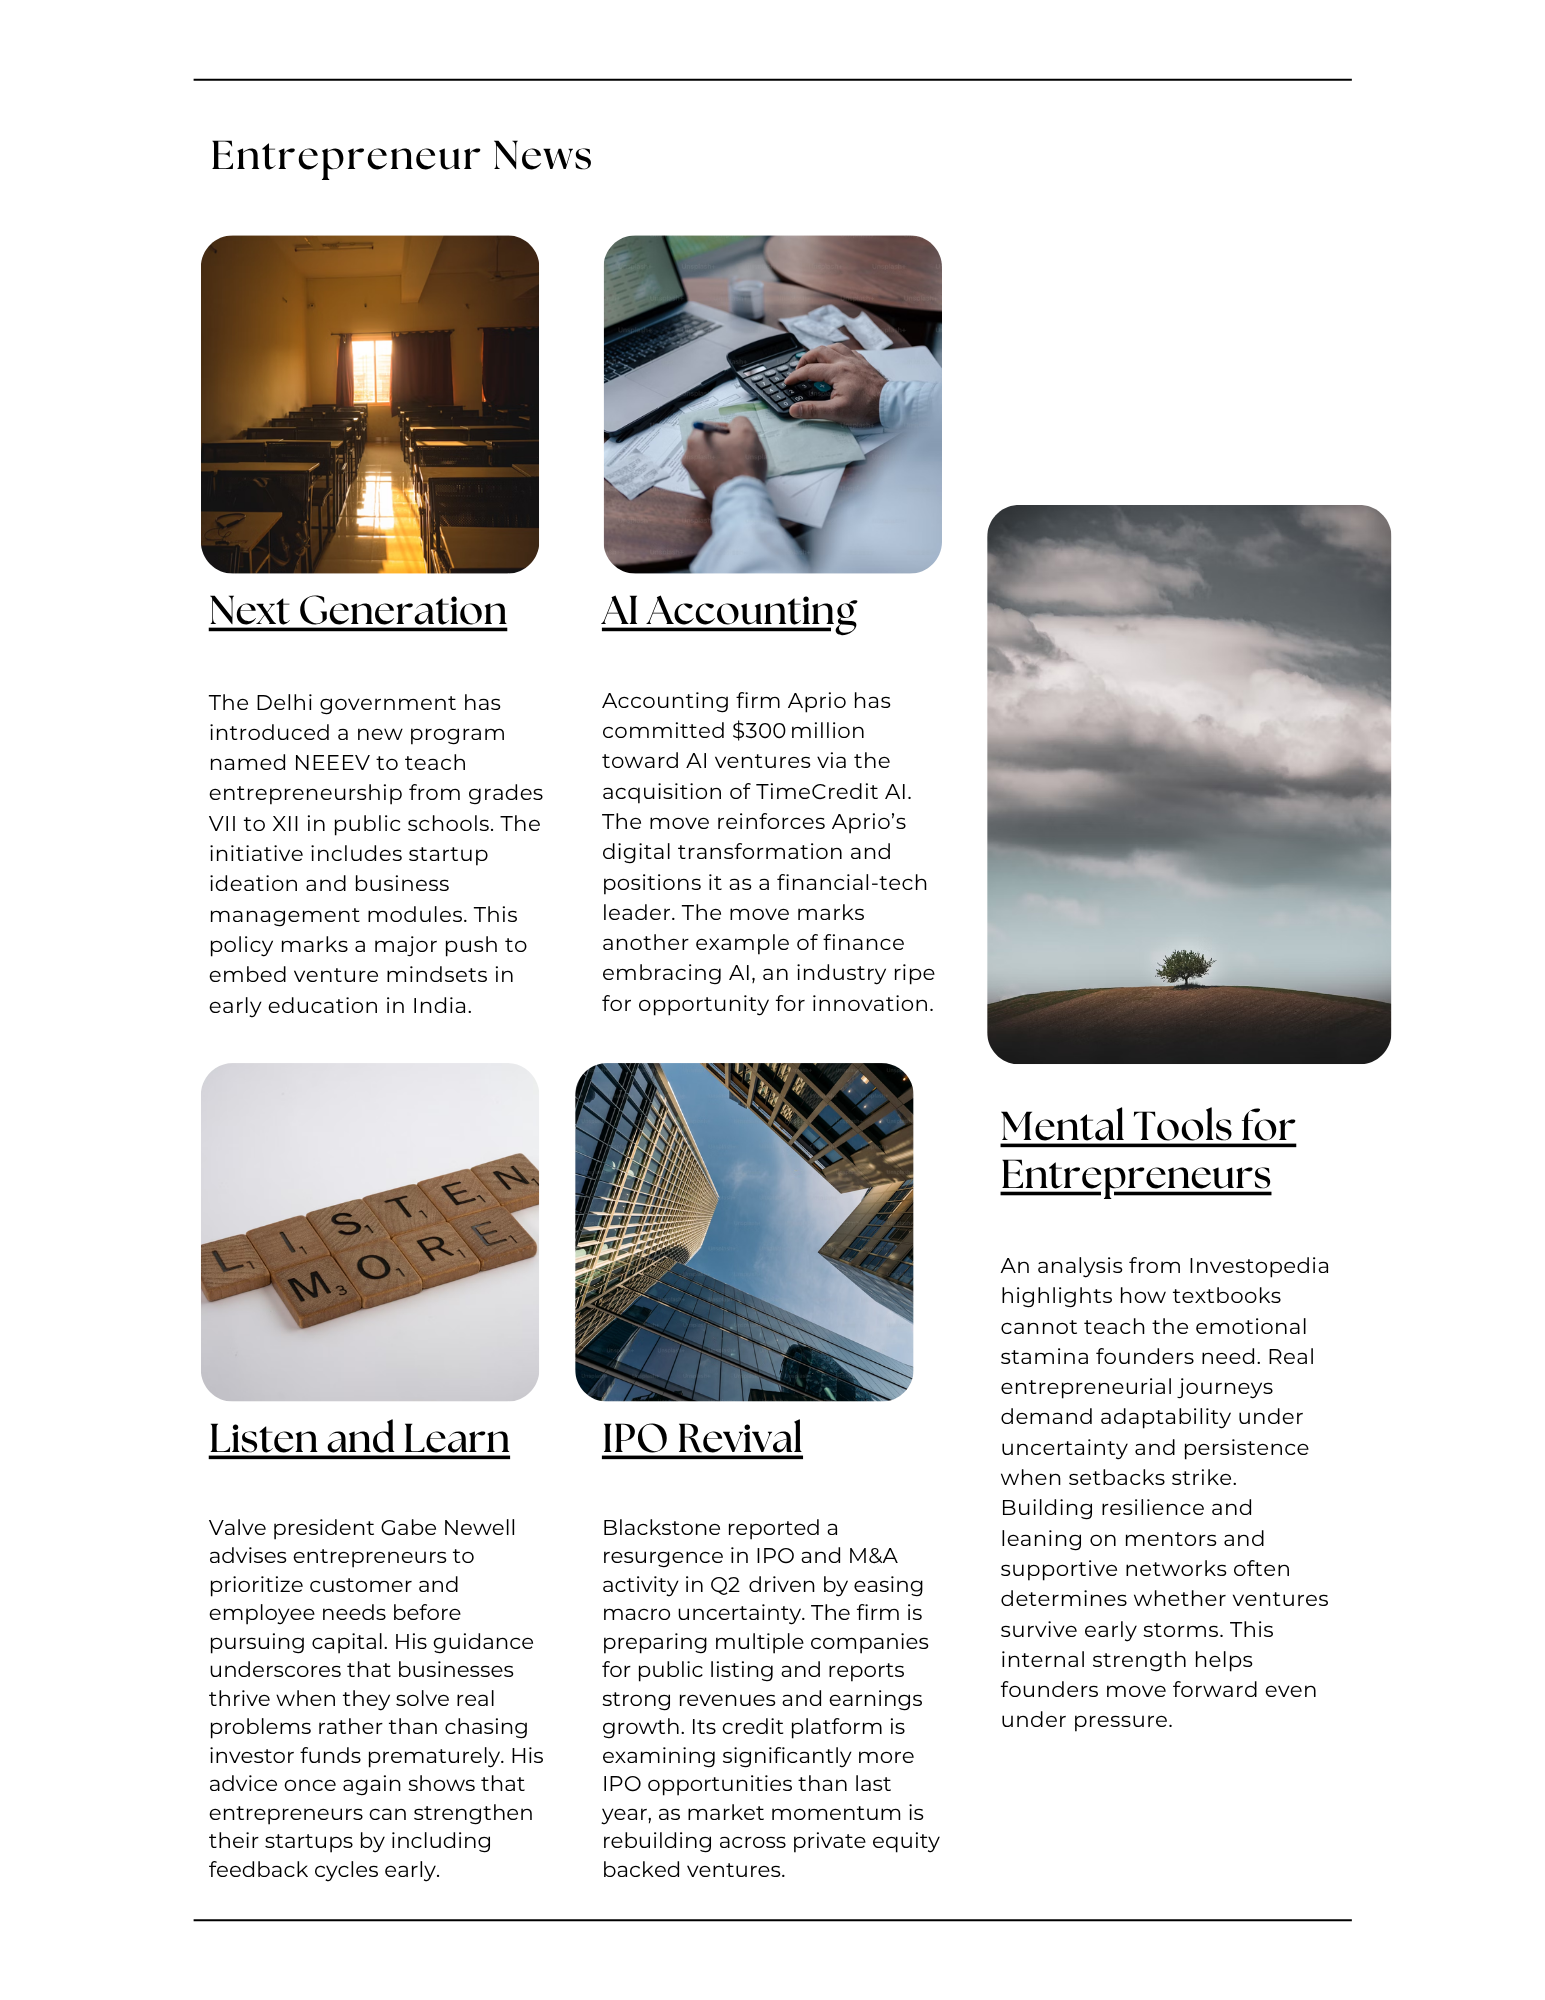 Entrepreneur News
Next Generation
The Delhi government has
introduced a new program
named NEEEV to teach
entrepreneurship from grades
VII to XII in public schools. The
initiative includes startup
ideation and business
management modules. This
policy marks a major push to
embed venture mindsets in
early education in India.
AI Accounting
Accounting firm Aprio has
committed $300 million
toward AI ventures via the
acquisition of TimeCredit AI.
The move reinforces Aprio’s
digital transformation and
positions it as a financial-tech
leader. The move marks
another example of finance
embracing AI, an industry ripe
for opportunity for innovation.
LISTEN
MORE
Listen and Learn
Valve president Gabe Newell
advises entrepreneurs to
prioritize customer and
employee needs before
pursuing capital. His guidance
underscores that businesses
thrive when they solve real
problems rather than chasing
investor funds prematurely. His
advice once again shows that
entrepreneurs can strengthen
their startups by including
feedback cycles early.
IPO Revival
Blackstone reported a
resurgence in IPO and M&A
activity in Q2 driven by easing
macro uncertainty. The firm is
preparing multiple companies
for public listing and reports
strong revenues and earnings
growth. Its credit platform is
examining significantly more
IPO opportunities than last
year, as market momentum is
rebuilding across private equity
backed ventures.
Mental Tools for
Entrepreneurs
An analysis from Investopedia
highlights how textbooks
cannot teach the emotional
stamina founders need. Real
entrepreneurial journeys
demand adaptability under
uncertainty and persistence
when setbacks strike.
Building resilience and
leaning on mentors and
supportive networks often
determines whether ventures
survive early storms. This
internal strength helps
founders move forward even
under pressure.